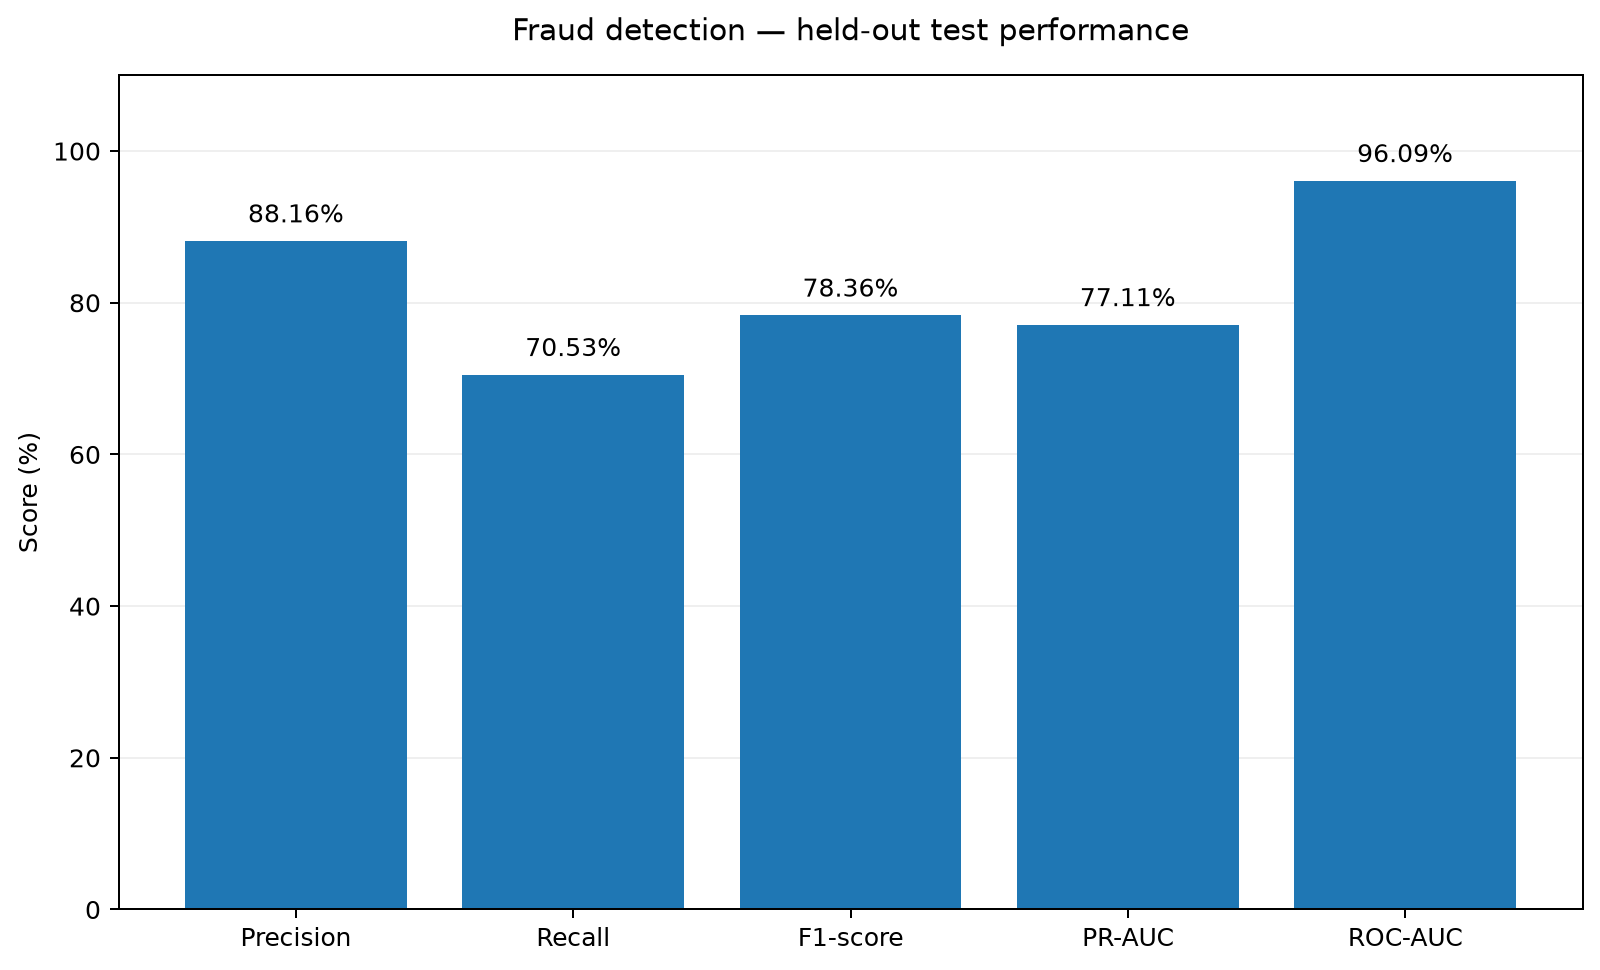 Fraud detection — held-out test performance
Score (%)
100
80
60
40
20
0
88.16%
70.53%
78.36%
77.11%
96.09%
Precision
Recall
F1-score
PR-AUC
ROC-AUC